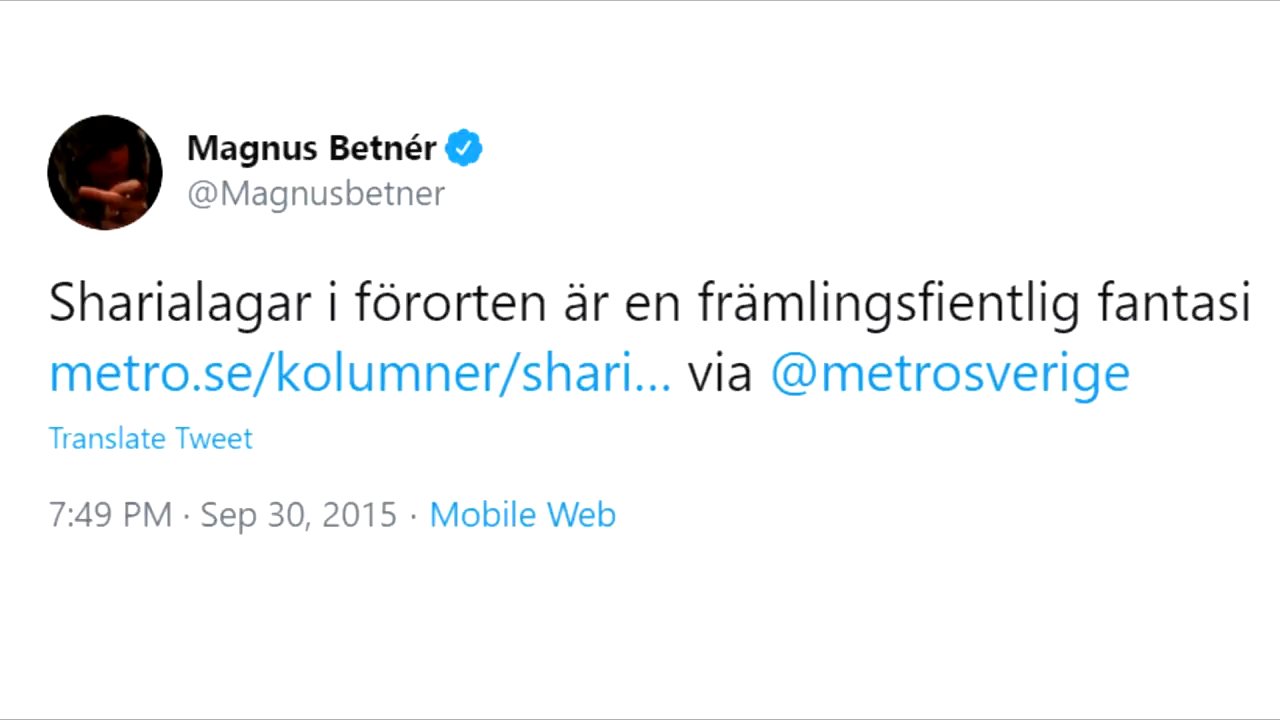 Magnus Betnér
@Magnusbetner
Sharialagar i förorten är en främlingsfientlig fantasi
metro.se/kolumner/shari... via @metrosverige
Translate Tweet
7:49 PM · Sep 30, 2015 · Mobile Web